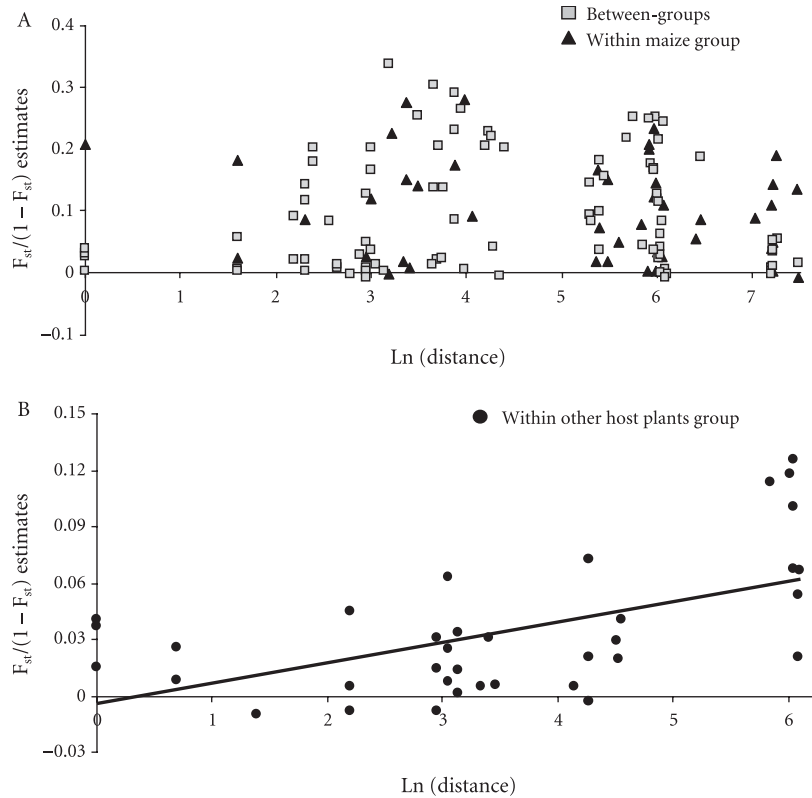 A
Between-groups
Within maize group
0.4
0.3
0.2
0.1
0
−0.1
Fst/(1 − Fst) estimates
0 1 2 3 4 5 6 7
Ln (distance)
B
Within other host plants group
0.15
0.12
0.09
0.06
0.03
0
−0.03
Fst/(1 − Fst) estimates
0 1 2 3 4 5 6
Ln (distance)